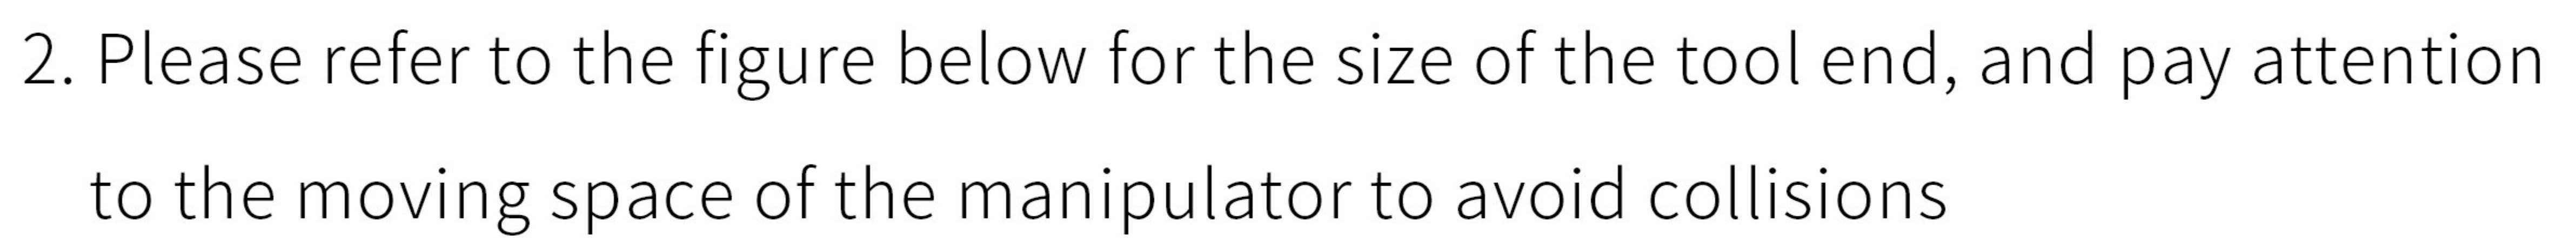 2. Please refer to the figure below for the size of the tool end, and pay attention
to the moving space of the manipulator to avoid collisions